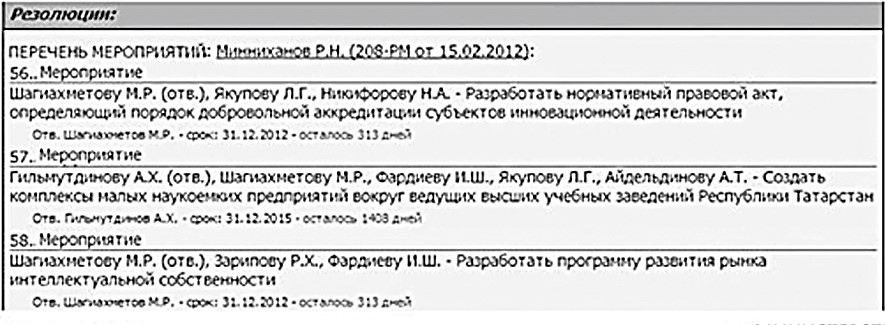 Резолюции:
ПЕРЕЧЕНЬ МЕРОПРИЯТИЙ: Минниханов Р.Н. (208-РМ от 15.02.2012):
56.. Мероприятие
Шагиахметову М.Р. (отв.), Якупову Л.Г., Никифорову Н.А. - Разработать нормативный правовой акт,
определяющий порядок добровольной аккредитации субъектов инновационной деятельности
Отв. Шагиахметов М.Р. - срок: 31.12.2012 - осталось 313 дней
57.. Мероприятие
Гильмутдинову А.Х. (отв.), Шагиахметову М.Р., Фардиеву И.Ш., Якупову Л.Г., Айдельдинову А.Т. - Создать
комплексы малых наукоемких предприятий вокруг ведущих высших учебных заведений Республики Татарстан
Отв. Гильмутдинов А.Х. - срок: 31.12.2015 - осталось 1408 дней
58.. Мероприятие
Шагиахметову М.Р. (отв.), Зарипову Р.Х., Фардиеву И.Ш. - Разработать программу развития рынка
интеллектуальной собственности
Отв. Шагиахметов М.Р. - срок: 31.12.2012 - осталось 313 дней